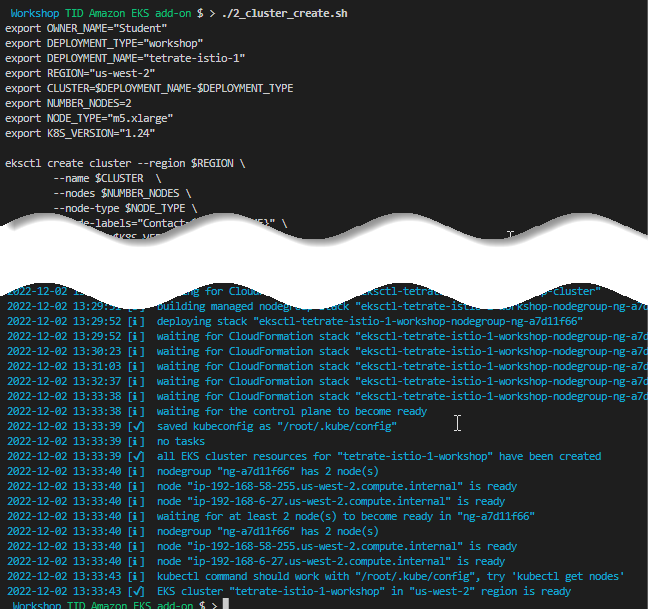 Workshop TID Amazon EKS add-on $ > ./2_cluster_create.sh
export OWNER_NAME="Student"
export DEPLOYMENT_TYPE="workshop"
export DEPLOYMENT_NAME="tetrate-istio-1"
export REGION="us-west-2"
export CLUSTER=$DEPLOYMENT_NAME-$DEPLOYMENT_TYPE
export NUMBER_NODES=2
export NODE_TYPE="m5.xlarge"
export K8S_VERSION="1.24"
eksctl create cluster --region $REGION \
--name $CLUSTER \
--nodes $NUMBER_NODES \
--node-type $NODE_TYPE \
-labels="Contact
2022-12-02 for CloudFormation stack
2022-12-02 13:29: building managed nodeg stack "eksctl-tetrate-istio-1-workshop-nodegroup-ng-a7d
2022-12-02 13:29:52 [ℹ] deploying stack "eksctl-tetrate-istio-1-workshop-nodegroup-ng-a7d11f66"
2022-12-02 13:29:52 [ℹ] waiting for CloudFormation stack "eksctl-tetrate-istio-1-workshop-nodegroup-ng-a7d
2022-12-02 13:30:23 [ℹ] waiting for CloudFormation stack "eksctl-tetrate-istio-1-workshop-nodegroup-ng-a7d
2022-12-02 13:31:03 [ℹ] waiting for CloudFormation stack "eksctl-tetrate-istio-1-workshop-nodegroup-ng-a7d
2022-12-02 13:32:37 [ℹ] waiting for CloudFormation stack "eksctl-tetrate-istio-1-workshop-nodegroup-ng-a7d
2022-12-02 13:33:38 [ℹ] waiting for CloudFormation stack "eksctl-tetrate-istio-1-workshop-nodegroup-ng-a7d
2022-12-02 13:33:38 [ℹ] waiting for the control plane to become ready
2022-12-02 13:33:39 [✓] saved kubeconfig as "/root/.kube/config"
2022-12-02 13:33:39 [ℹ] no tasks
2022-12-02 13:33:39 [✓] all EKS cluster resources for "tetrate-istio-1-workshop" have been created
2022-12-02 13:33:40 [ℹ] nodegroup "ng-a7d11f66" has 2 node(s)
2022-12-02 13:33:40 [ℹ] node "ip-192-168-58-255.us-west-2.compute.internal" is ready
2022-12-02 13:33:40 [ℹ] node "ip-192-168-6-27.us-west-2.compute.internal" is ready
2022-12-02 13:33:40 [ℹ] waiting for at least 2 node(s) to become ready in "ng-a7d11f66"
2022-12-02 13:33:40 [ℹ] nodegroup "ng-a7d11f66" has 2 node(s)
2022-12-02 13:33:40 [ℹ] node "ip-192-168-58-255.us-west-2.compute.internal" is ready
2022-12-02 13:33:40 [ℹ] node "ip-192-168-6-27.us-west-2.compute.internal" is ready
2022-12-02 13:33:43 [ℹ] kubectl command should work with "/root/.kube/config", try 'kubectl get nodes'
2022-12-02 13:33:43 [✓] EKS cluster "tetrate-istio-1-workshop" in "us-west-2" region is ready
Workshop TID Amazon EKS add-on $ >